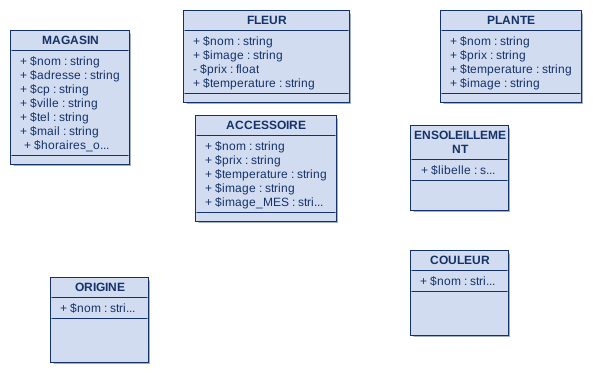 MAGASIN
+ $nom : string
+ $adresse : string
+ $cp : string
+ $ville : string
+ $tel : string
+ $mail : string
+ $horaires_o...
FLEUR
+ $nom : string
+ $image : string
- $prix : float
+ $temperature : string
PLANTE
+ $nom : string
+ $prix : string
+ $temperature : string
+ $image : string
ACCESSOIRE
+ $nom : string
+ $prix : string
+ $temperature : string
+ $image : string
+ $image_MES : stri...
ENSOLEILLEME
NT
+ $libelle : s...
ORIGINE
+ $nom : stri...
COULEUR
+ $nom : stri...